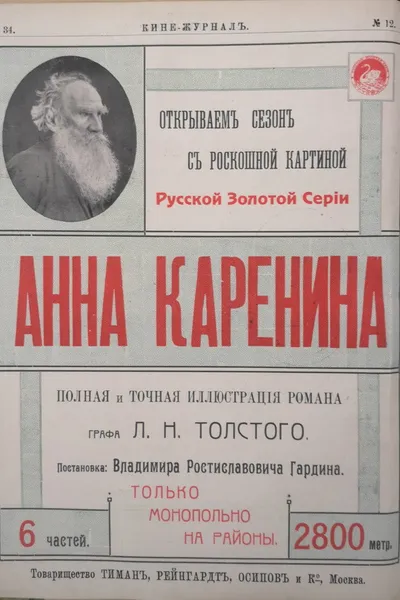 34.
КИНЕ-ЖУРНАЛЪ.
№ 12.
ОТКРЫВАЕМЪ СЕЗОНЪ
СЪ РОСКОШНОЙ КАРТИНОЙ
Русской Золотой Серіи
АННА КАРЕНИНА
ПОЛНАЯ и ТОЧНАЯ ИЛЛЮСТРАЦІЯ РОМАНА
ГРАФА Л. Н. ТОЛСТОГО.
Постановка: Владимира Ростиславовича Гардина.
ТОЛЬКО
МОНОПОЛЬНО
НА РАЙОНЫ.
6 частей.
2800 метр.
Товарищество ТИМАНЪ, РЕЙНГАРДТЪ, ОСИПОВЪ и Кº, Москва.